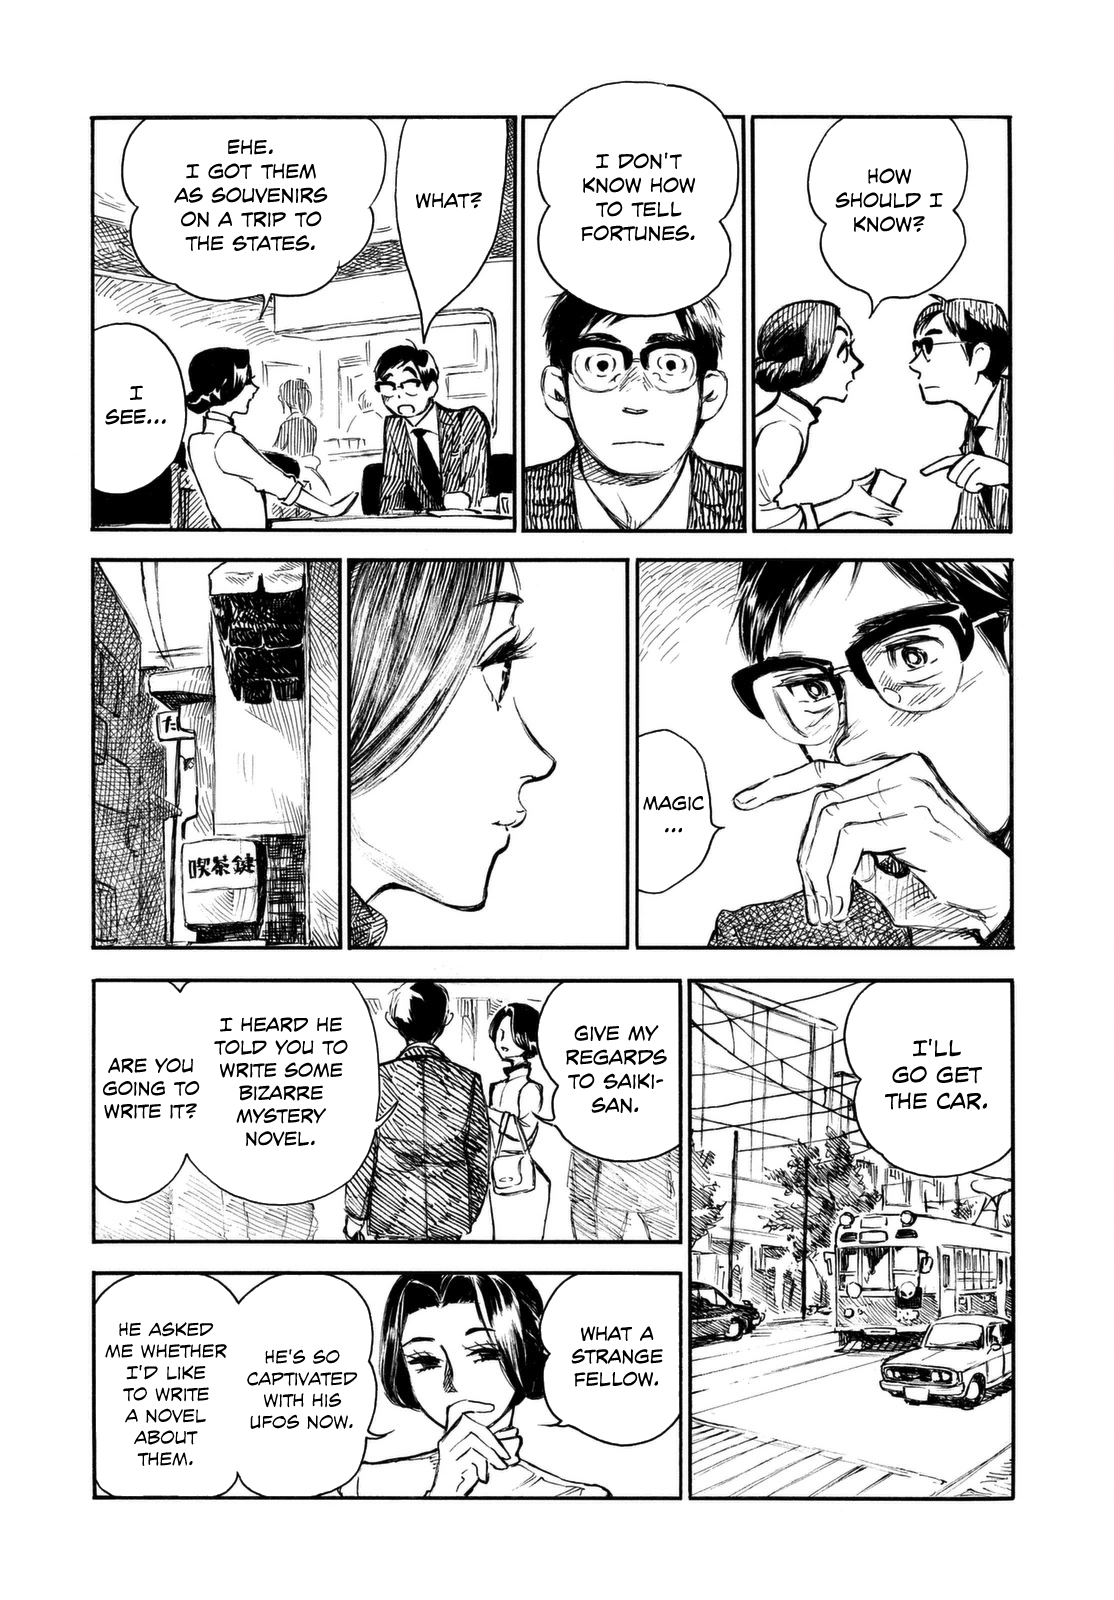 HOW
SHOULD I
KNOW?
I DON'T
KNOW HOW
TO TELL
FORTUNES.
WHAT?
EHE.
I GOT THEM
AS SOUVENIRS
ON A TRIP TO
THE STATES.
I
SEE...
MAGIC
...
た
喫茶鍵
I'LL
GO GET
THE CAR.
GIVE MY
REGARDS
TO SAIKI-
SAN.
I HEARD HE
TOLD YOU TO
WRITE SOME
BIZARRE
MYSTERY
NOVEL.
ARE YOU
GOING TO
WRITE IT?
WHAT A
STRANGE
FELLOW.
HE'S SO
CAPTIVATED
WITH HIS
UFOS NOW.
HE ASKED
ME WHETHER
I'D LIKE
TO WRITE
A NOVEL
ABOUT
THEM.